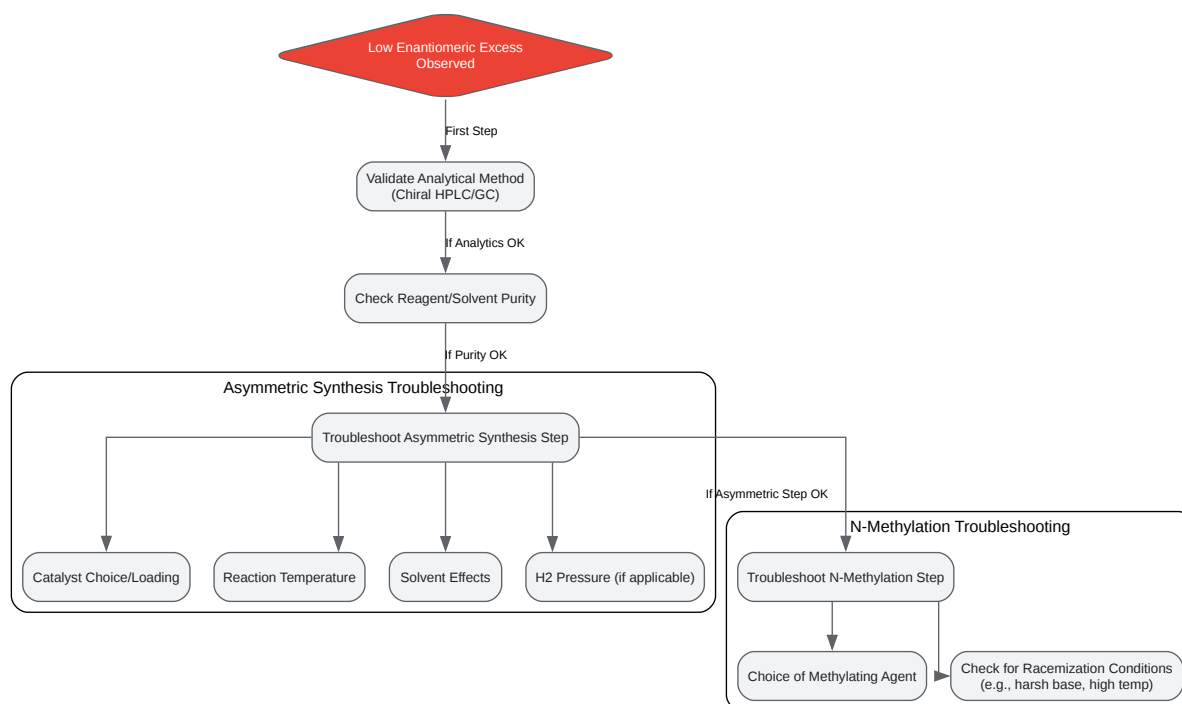 Low Enantiomeric Excess
Observed
First Step
Validate Analytical Method
(Chiral HPLC/GC)
If Analytics OK
Check Reagent/Solvent Purity
If Purity OK
Asymmetric Synthesis Troubleshooting
Troubleshoot Asymmetric Synthesis Step
If Asymmetric Step OK
N-Methylation Troubleshooting
Catalyst Choice/Loading
Reaction Temperature
Solvent Effects
H2 Pressure (if applicable)
Troubleshoot N-Methylation Step
Choice of Methylating Agent
Check for Racemization Conditions
(e.g., harsh base, high temp)